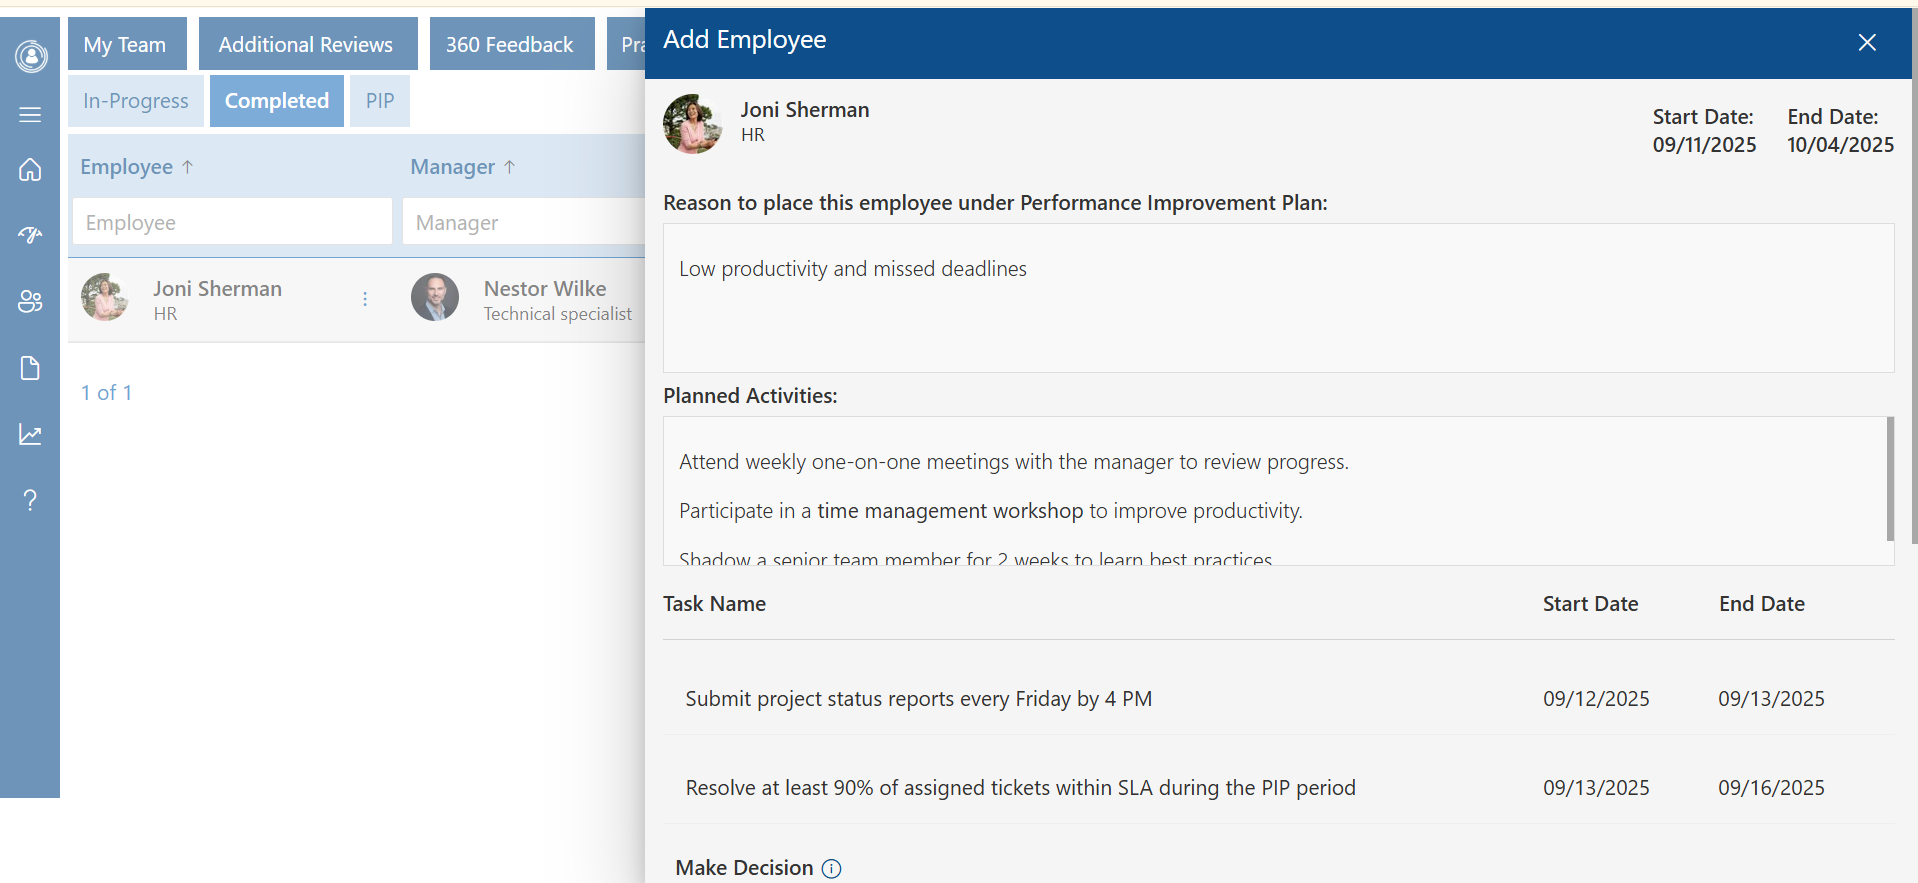 My Team
Additional Reviews
360 Feedback
In-Progress
Completed
PIP
Employee ↑
Manager ↑
Employee
Manager
Joni Sherman
HR
Nestor Wilke
Technical specialist
1 of 1
?
Add Employee
Joni Sherman
HR
Start Date:
09/11/2025
End Date:
10/04/2025
Reason to place this employee under Performance Improvement Plan:
Low productivity and missed deadlines
Planned Activities:
Attend weekly one-on-one meetings with the manager to review progress.
Participate in a time management workshop to improve productivity.
Shadow a senior team member for 2 weeks to learn best practices
Task Name
Start Date
End Date
Submit project status reports every Friday by 4 PM
09/12/2025
09/13/2025
Resolve at least 90% of assigned tickets within SLA during the PIP period
09/13/2025
09/16/2025
Make Decision